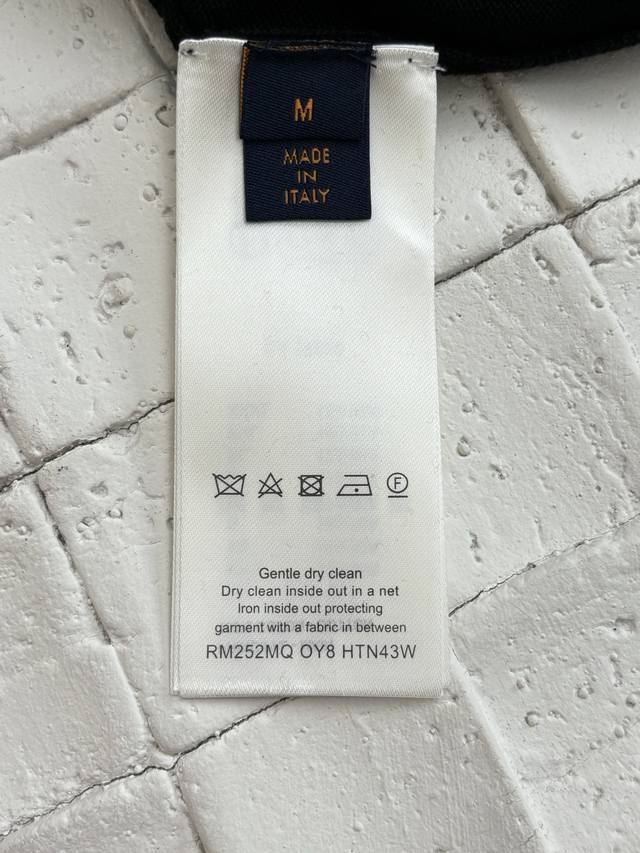 M
MADE
IN
ITALY
F
Gentle dry clean
Dry clean inside out in a net
Iron inside out protecting
garment with a fabric in between
RM252MQ OY8 HTN43W